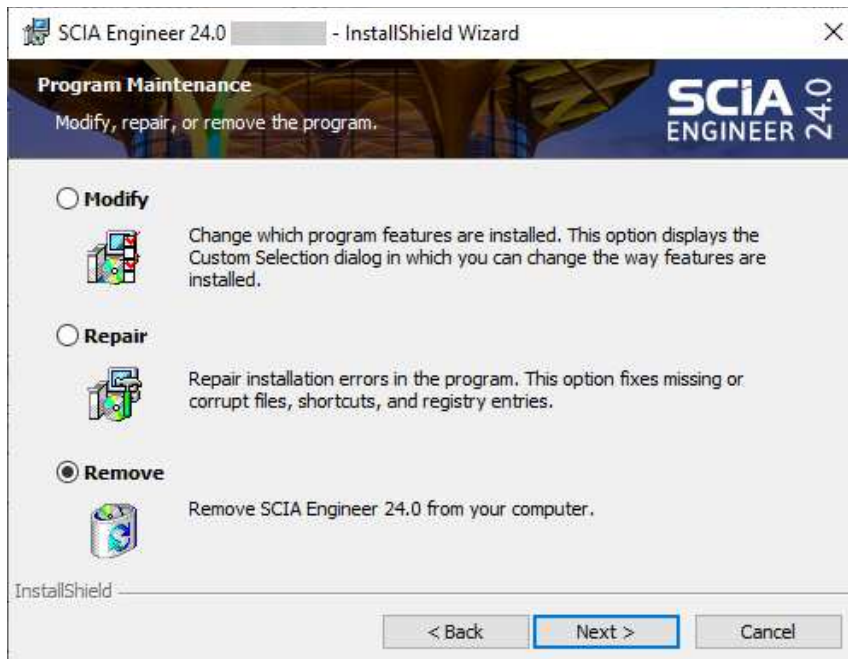 SCIA Engineer 24.0 - InstallShield Wizard
Program Maintenance
Modify, repair, or remove the program.
SCIA
ENGINEER
24.0
Modify
Change which program features are installed. This option displays the
Custom Selection dialog in which you can change the way features are
installed.
Repair
Repair installation errors in the program. This option fixes missing or
corrupt files, shortcuts, and registry entries.
Remove
Remove SCIA Engineer 24.0 from your computer.
InstallShield
< Back
Next >
Cancel